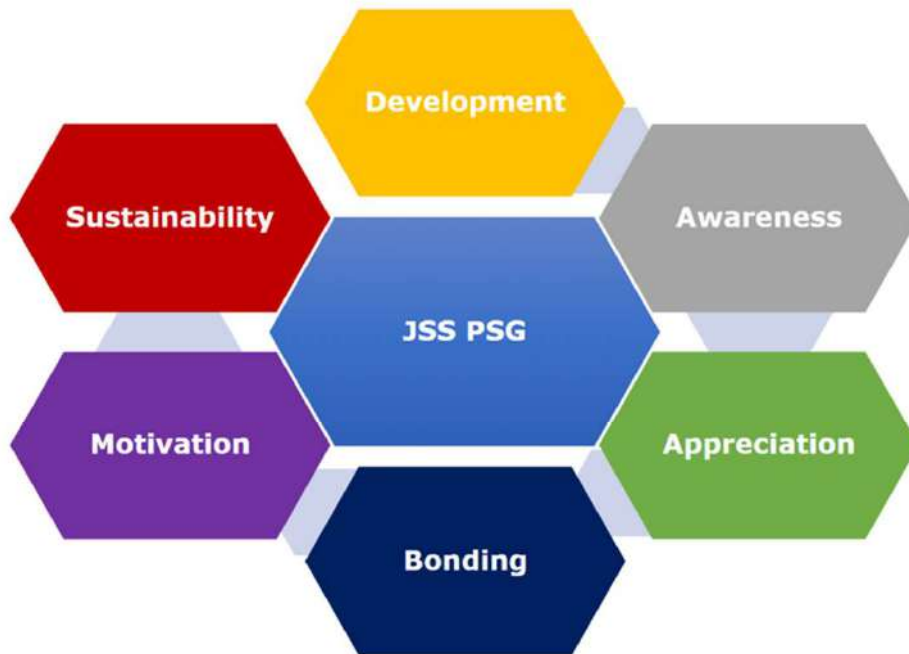 Development
Sustainability
Awareness
JSS PSG
Motivation
Appreciation
Bonding